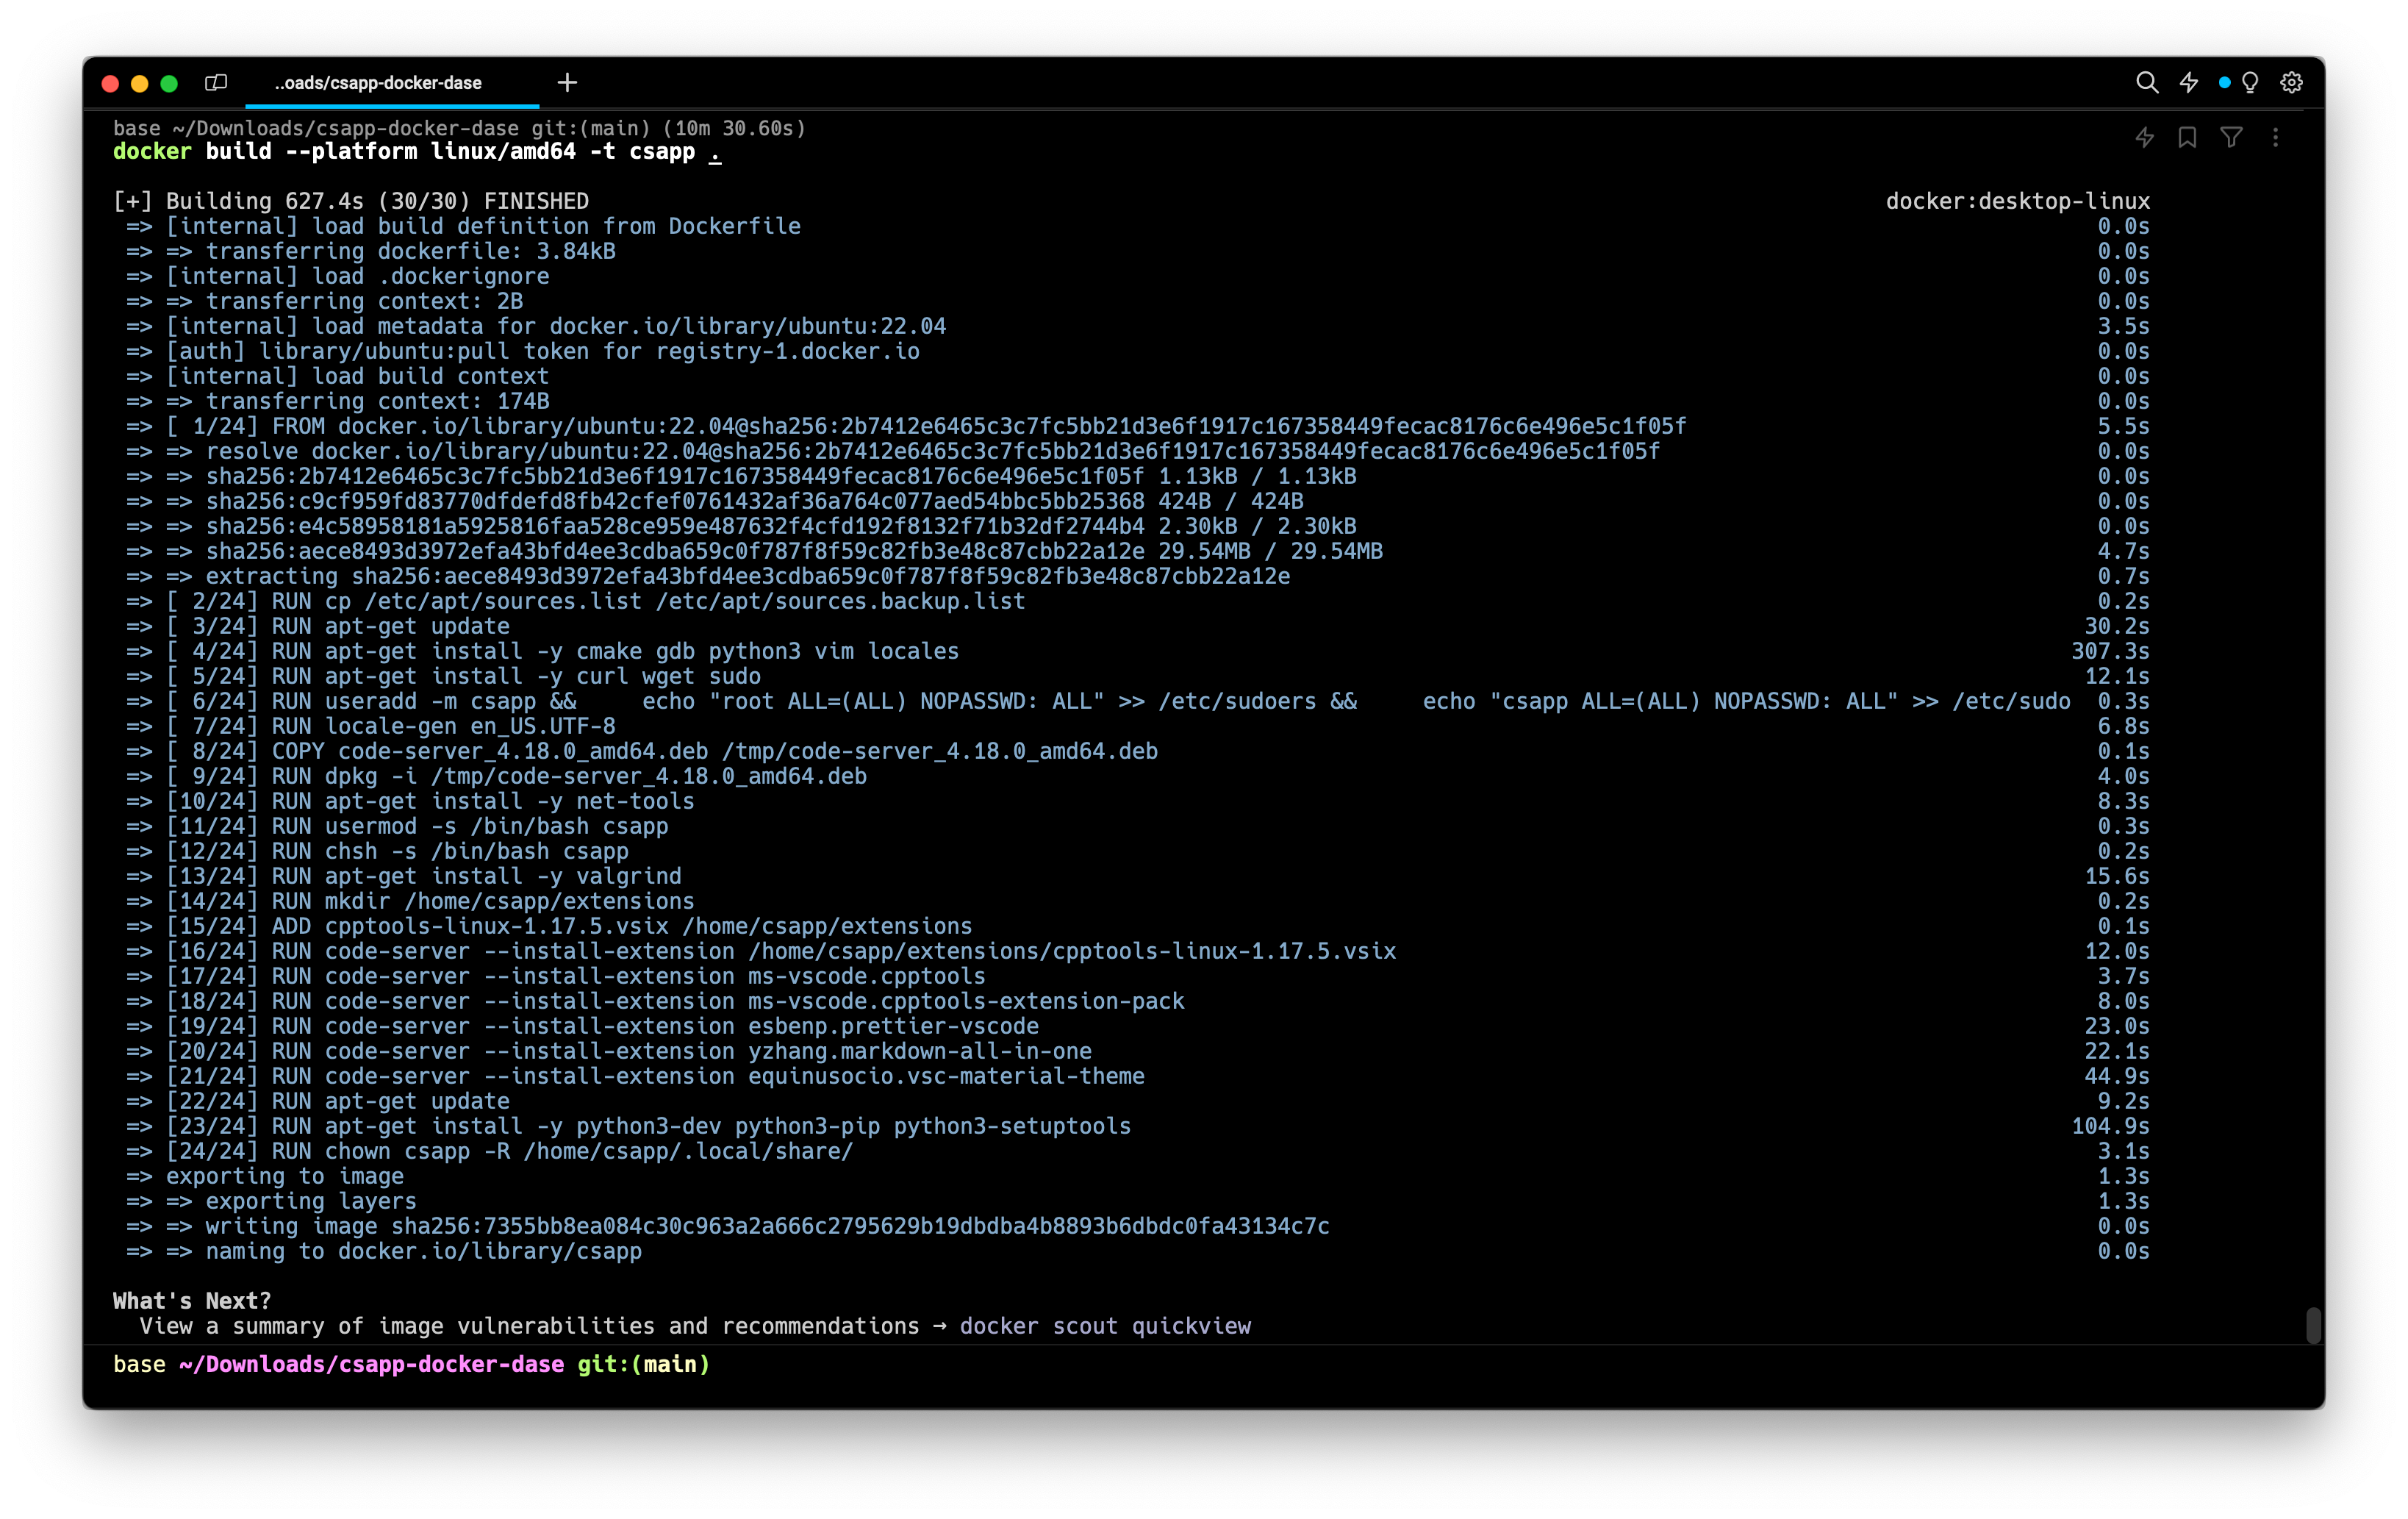 ..oads/csapp-docker-dase
base ~/Downloads/csapp-docker-dase git:(main) (10m 30.60s)
docker build --platform linux/amd64 -t csapp .
[+] Building 627.4s (30/30) FINISHED docker:desktop-linux
=> [internal] load build definition from Dockerfile 0.0s
=> => transferring dockerfile: 3.84kB 0.0s
=> [internal] load .dockerignore 0.0s
=> => transferring context: 2B 0.0s
=> [internal] load metadata for docker.io/library/ubuntu:22.04 3.5s
=> [auth] library/ubuntu:pull token for registry-1.docker.io 0.0s
=> [internal] load build context 0.0s
=> => transferring context: 174B 0.0s
=> [ 1/24] FROM docker.io/library/ubuntu:22.04@sha256:2b7412e6465c3c7fc5bb21d3e6f1917c167358449fecac8176c6e496e5c1f05f 5.5s
=> => resolve docker.io/library/ubuntu:22.04@sha256:2b7412e6465c3c7fc5bb21d3e6f1917c167358449fecac8176c6e496e5c1f05f 0.0s
=> => sha256:2b7412e6465c3c7fc5bb21d3e6f1917c167358449fecac8176c6e496e5c1f05f 1.13kB / 1.13kB 0.0s
=> => sha256:c9cf959fd83770dfdefd8fb42cfef0761432af36a764c077aed54bbc5bb25368 424B / 424B 0.0s
=> => sha256:e4c58958181a5925816faa528ce959e487632f4cfd192f8132f71b32df2744b4 2.30kB / 2.30kB 0.0s
=> => sha256:aece8493d3972efa43bfd4ee3cdba659c0f787f8f59c82fb3e48c87cbb22a12e 29.54MB / 29.54MB 4.7s
=> => extracting sha256:aece8493d3972efa43bfd4ee3cdba659c0f787f8f59c82fb3e48c87cbb22a12e 0.7s
=> [ 2/24] RUN cp /etc/apt/sources.list /etc/apt/sources.backup.list 0.2s
=> [ 3/24] RUN apt-get update 30.2s
=> [ 4/24] RUN apt-get install -y cmake gdb python3 vim locales 307.3s
=> [ 5/24] RUN apt-get install -y curl wget sudo 12.1s
=> [ 6/24] RUN useradd -m csapp &&     echo "root ALL=(ALL) NOPASSWD: ALL" >> /etc/sudoers &&     echo "csapp ALL=(ALL) NOPASSWD: ALL" >> /etc/sudo 0.3s
=> [ 7/24] RUN locale-gen en_US.UTF-8 6.8s
=> [ 8/24] COPY code-server_4.18.0_amd64.deb /tmp/code-server_4.18.0_amd64.deb 0.1s
=> [ 9/24] RUN dpkg -i /tmp/code-server_4.18.0_amd64.deb 4.0s
=> [10/24] RUN apt-get install -y net-tools 8.3s
=> [11/24] RUN usermod -s /bin/bash csapp 0.3s
=> [12/24] RUN chsh -s /bin/bash csapp 0.2s
=> [13/24] RUN apt-get install -y valgrind 15.6s
=> [14/24] RUN mkdir /home/csapp/extensions 0.2s
=> [15/24] ADD cpptools-linux-1.17.5.vsix /home/csapp/extensions 0.1s
=> [16/24] RUN code-server --install-extension /home/csapp/extensions/cpptools-linux-1.17.5.vsix 12.0s
=> [17/24] RUN code-server --install-extension ms-vscode.cpptools 3.7s
=> [18/24] RUN code-server --install-extension ms-vscode.cpptools-extension-pack 8.0s
=> [19/24] RUN code-server --install-extension esbenp.prettier-vscode 23.0s
=> [20/24] RUN code-server --install-extension yzhang.markdown-all-in-one 22.1s
=> [21/24] RUN code-server --install-extension equinusocio.vsc-material-theme 44.9s
=> [22/24] RUN apt-get update 9.2s
=> [23/24] RUN apt-get install -y python3-dev python3-pip python3-setuptools 104.9s
=> [24/24] RUN chown csapp -R /home/csapp/.local/share/ 3.1s
=> exporting to image 1.3s
=> => exporting layers 1.3s
=> => writing image sha256:7355bb8ea084c30c963a2a666c2795629b19dbdba4b8893b6dbdc0fa43134c7c 0.0s
=> => naming to docker.io/library/csapp 0.0s
What's Next?
View a summary of image vulnerabilities and recommendations → docker scout quickview
base ~/Downloads/csapp-docker-dase git:(main)